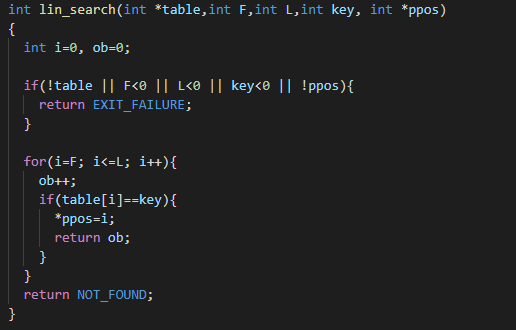 int lin_search(int *table,int F,int L,int key, int *ppos)
{
  int i=0, ob=0;

  if(!table || F<0 || L<0 || key<0 || !ppos){
    return EXIT_FAILURE;
  }

  for(i=F; i<=L; i++){
    ob++;
    if(table[i]==key){
      *ppos=i;
      return ob;
    }
  }
  return NOT_FOUND;
}